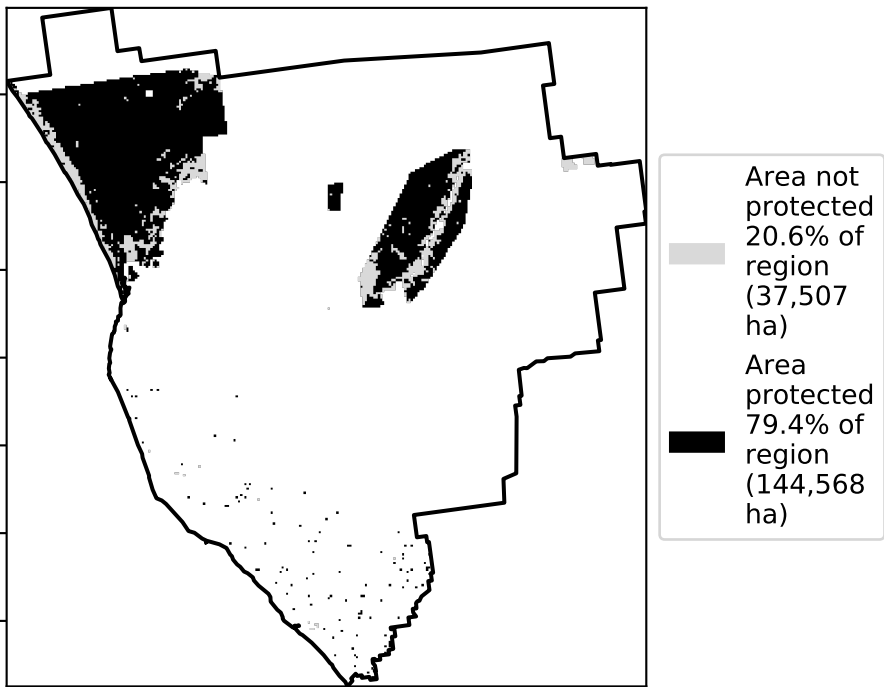 Area not
protected
20.6% of
region
(37,507
ha)
Area
protected
79.4% of
region
(144,568
ha)